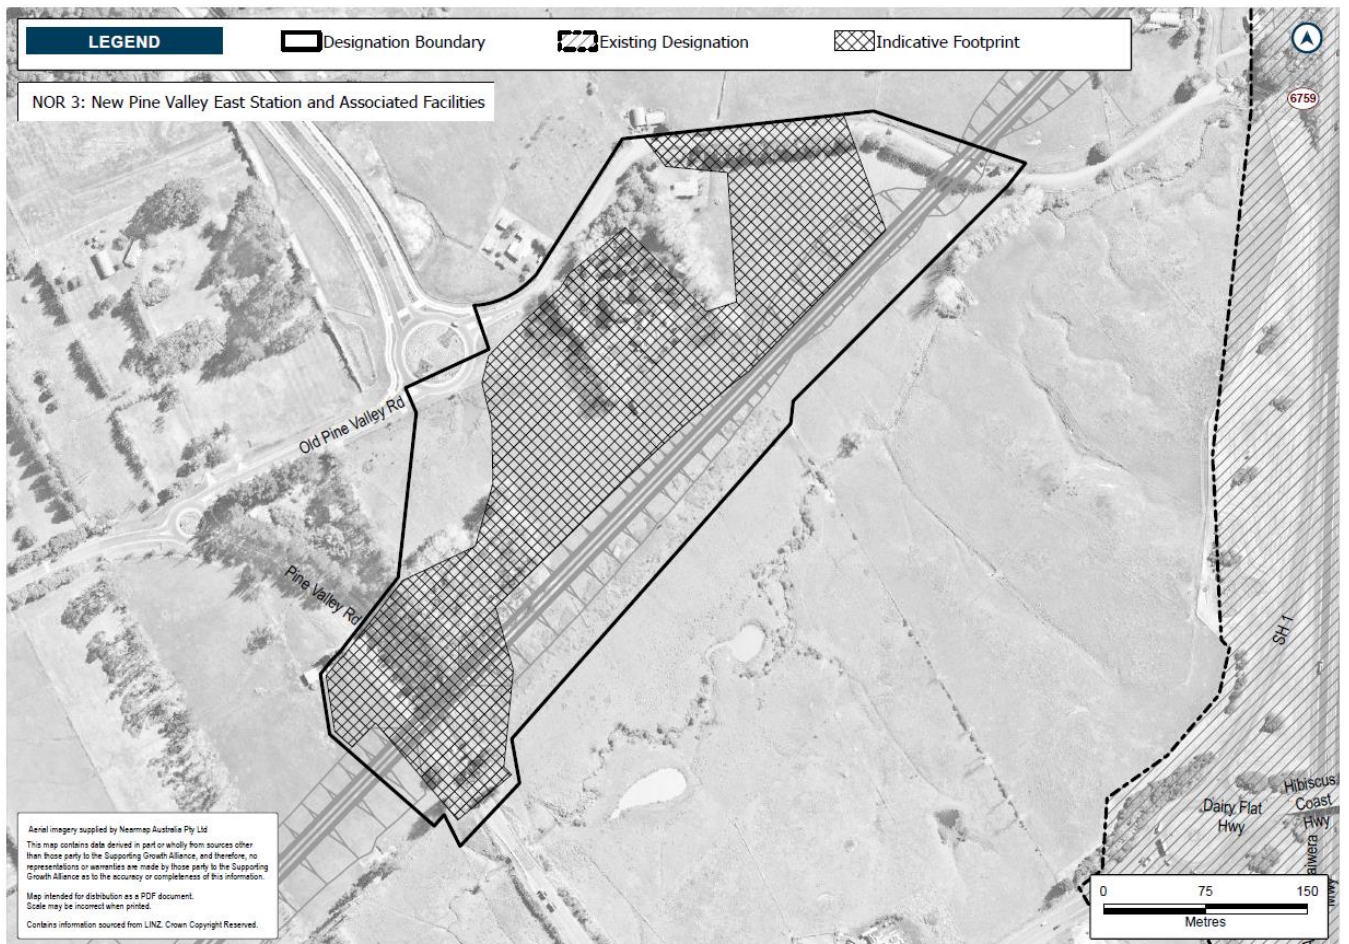 LEGEND
Designation Boundary
Existing Designation
Indicative Footprint
NOR 3: New Pine Valley East Station and Associated Facilities
6759
Old Pine Valley Rd
Pine Valley Rd
SH 1
Dairy Flat
Hwy
Hibiscus
Coast
Hwy
Aerial imagery supplied by Nearmap Australia Pty Ltd
This map contains data derived in part or wholly from sources other
than those party to the Supporting Growth Alliance, and therefore, no
representations or warranties are made by those party to the Supporting
Growth Alliance as to the accuracy or completeness of this information.
Map intended for distribution as a PDF document.
Scale may be incorrect when printed.
Contains information sourced from LINZ. Crown Copyright Reserved.
0 75 150
Metres